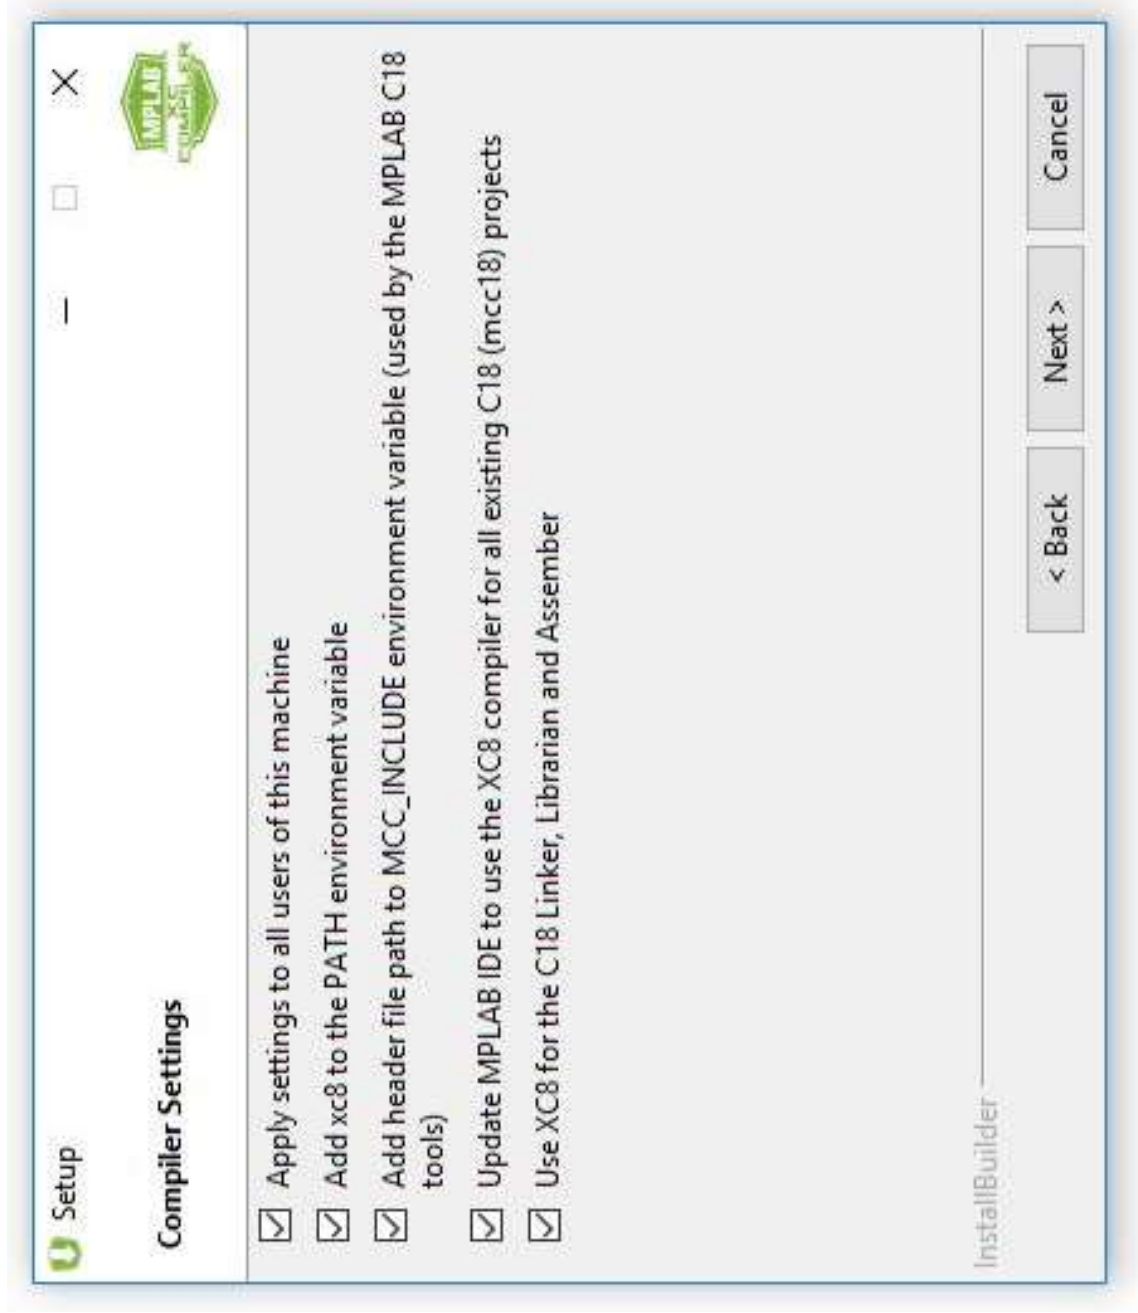 Setup
Compiler Settings
MPLAB
XC
COMPILER
Apply settings to all users of this machine
Add xc8 to the PATH environment variable
Add header file path to MCC_INCLUDE environment variable (used by the MPLAB C18
tools)
Update MPLAB IDE to use the XC8 compiler for all existing C18 (mcc18) projects
Use XC8 for the C18 Linker, Librarian and Assember
InstallBuilder
< Back
Next >
Cancel